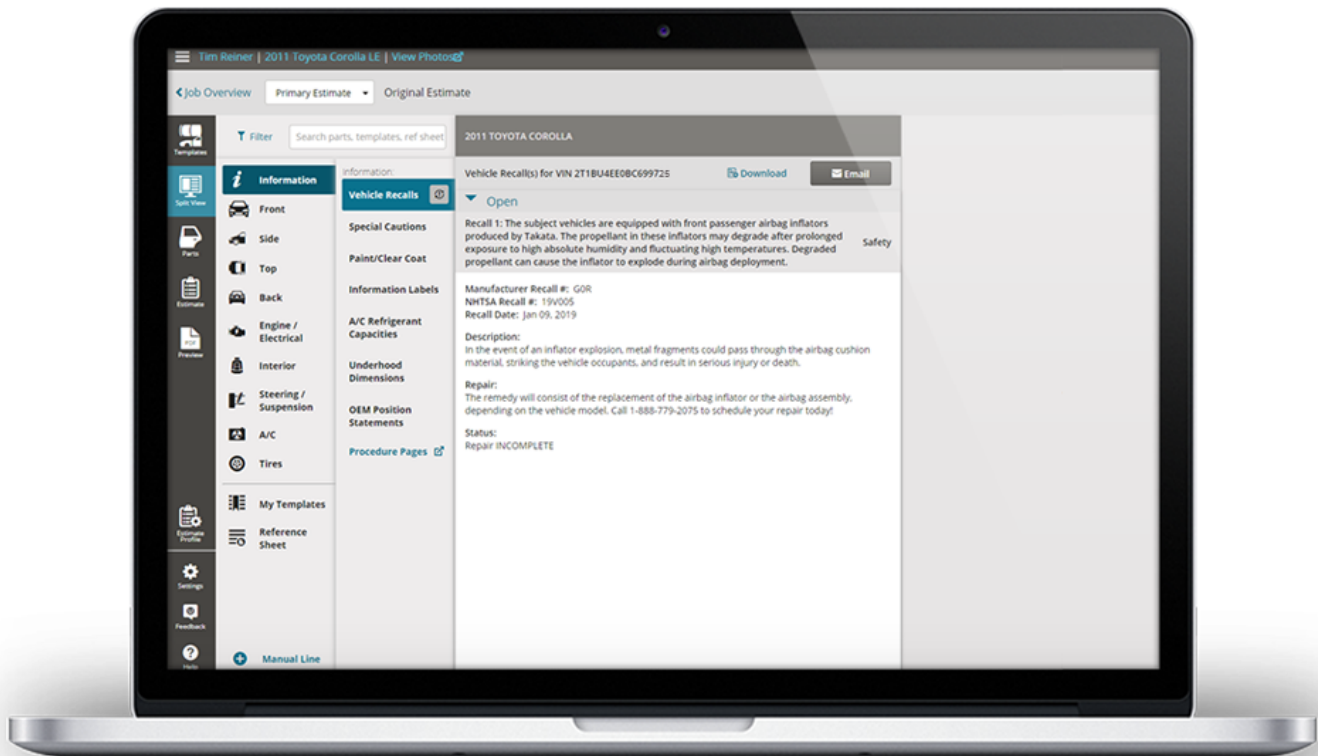 Tim Reiner | 2011 Toyota Corolla LE | View Photos
Job Overview
Primary Estimate
Original Estimate
Templates
Split View
Parts
Estimate
PDF
Preview
Estimate
Profile
Settings
Feedback
Help
Filter
Search parts, templates, ref sheet
Information
Front
Side
Top
Back
Engine /
Electrical
Interior
Steering /
Suspension
A/C
Tires
My Templates
Reference
Sheet
Manual Line
Information:
Vehicle Recalls
Special Cautions
Paint/Clear Coat
Information Labels
A/C Refrigerant
Capacities
Underhood
Dimensions
OEM Position
Statements
Procedure Pages
2011 TOYOTA COROLLA
Vehicle Recall(s) for VIN 2T1BU4EE0BC699725
Download
Email
Open
Recall 1: The subject vehicles are equipped with front passenger airbag inflators
produced by Takata. The propellant in these inflators may degrade after prolonged
exposure to high absolute humidity and fluctuating high temperatures. Degraded
propellant can cause the inflator to explode during airbag deployment.
Safety
Manufacturer Recall #: G0R
NHTSA Recall #: 19V005
Recall Date: Jan 09, 2019
Description:
In the event of an inflator explosion, metal fragments could pass through the airbag cushion
material, striking the vehicle occupants, and result in serious injury or death.
Repair:
The remedy will consist of the replacement of the airbag inflator or the airbag assembly,
depending on the vehicle model. Call 1-888-779-2075 to schedule your repair today!
Status:
Repair INCOMPLETE